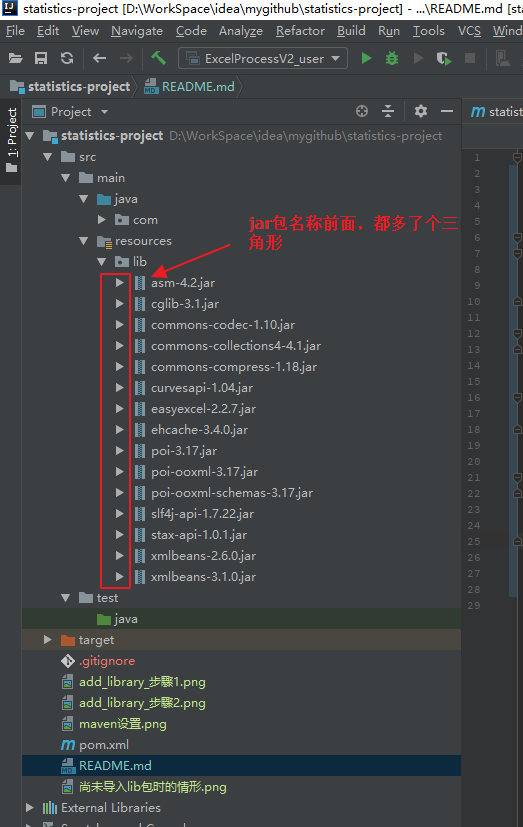 statistics-project [D:\WorkSpace\idea\mygithub\statistics-project] - ...\README.md [sta
File Edit View Navigate Code Analyze Refactor Build Run Tools VCS Window
ExcelProcessV2_user
statistics-project README.md
1: Project
Project
statist
statistics-project D:\WorkSpace\idea\mygithub\statistics-project
src
main
java
com
resources
lib
jar包名称前面，都多了个三
角形
asm-4.2.jar
cglib-3.1.jar
commons-codec-1.10.jar
commons-collections4-4.1.jar
commons-compress-1.18.jar
curvesapi-1.04.jar
easyexcel-2.2.7.jar
ehcache-3.4.0.jar
poi-3.17.jar
poi-ooxml-3.17.jar
poi-ooxml-schemas-3.17.jar
slf4j-api-1.7.22.jar
stax-api-1.0.1.jar
xmlbeans-2.6.0.jar
xmlbeans-3.1.0.jar
test
java
target
.gitignore
add_library_步骤1.png
add_library_步骤2.png
maven设置.png
pom.xml
README.md
尚未导入lib包时的情形.png
External Libraries
1
2
3
4
5
6
7
8
9
10
11
12
13
14
15
16
17
18
19
20
21
22
23
24
25
26
27
28
29